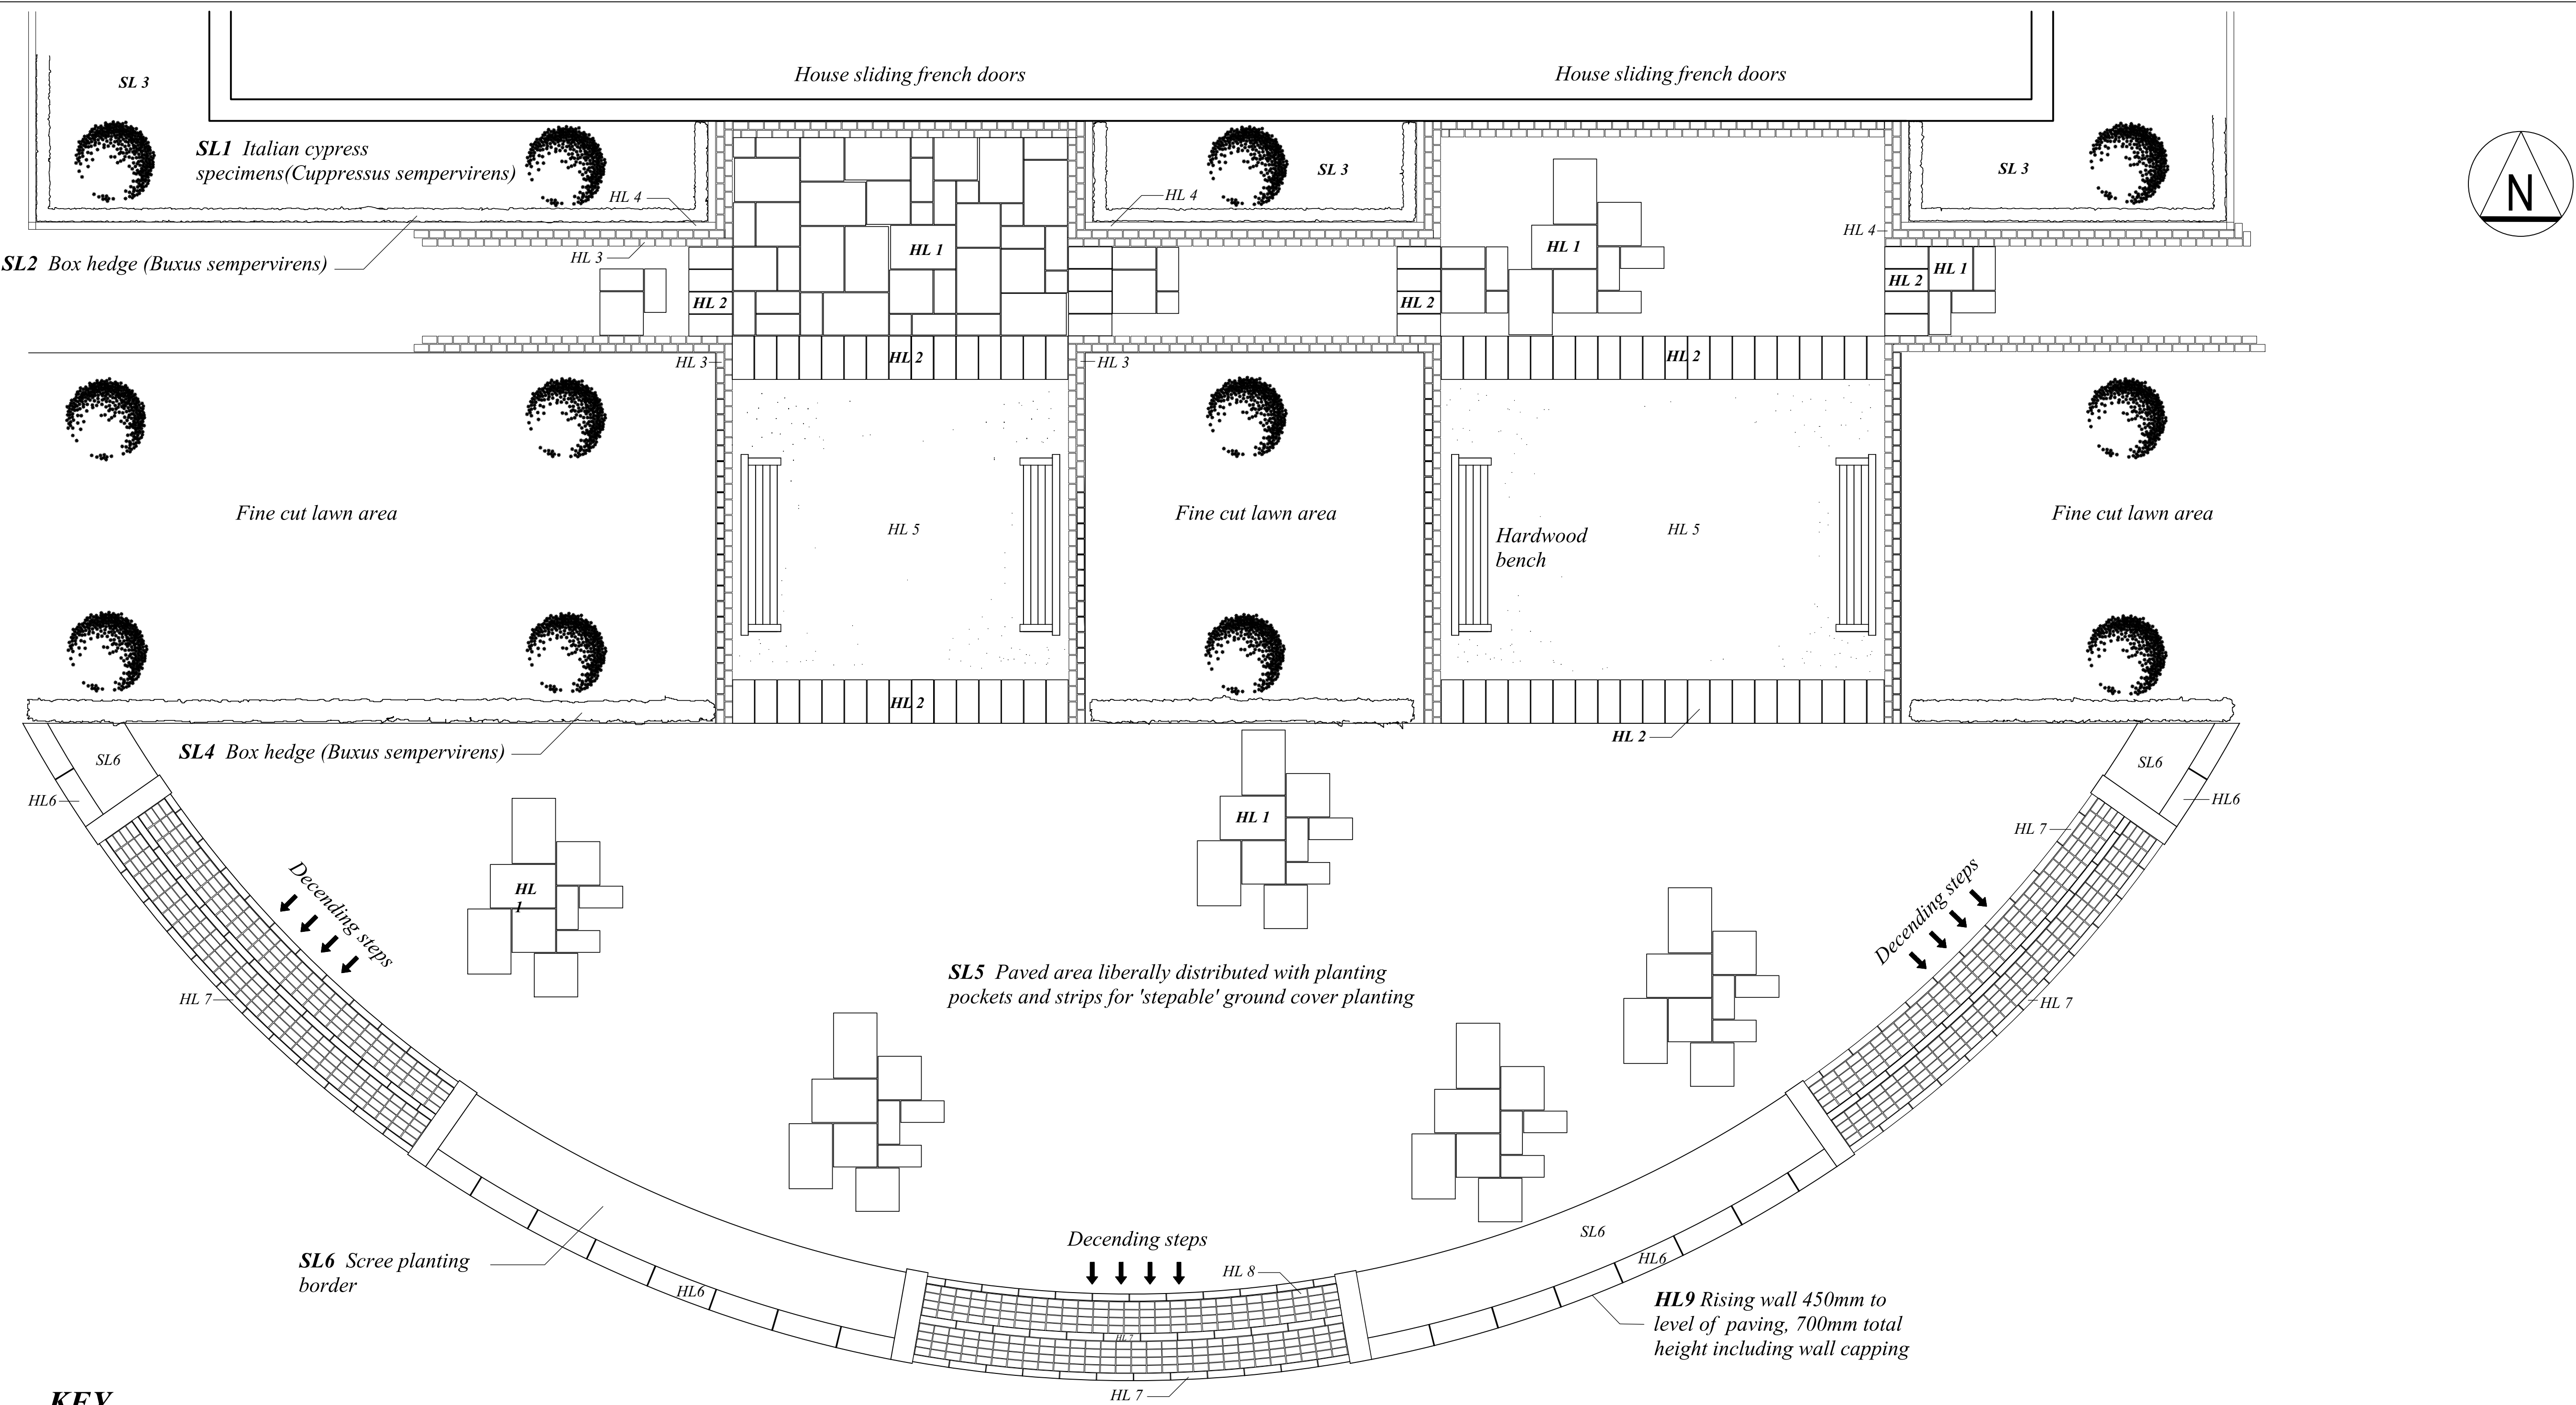 House sliding french doors
House sliding french doors
SL 3
SL1 Italian cypress
specimens(Cuppressus sempervirens)
SL 3
SL 3
N
HL 4
HL 4
HL 4
HL 1
HL 1
HL 1
HL 3
SL2 Box hedge (Buxus sempervirens)
HL 2
HL 2
HL 2
HL 3
HL 2
HL 3
HL 2
Fine cut lawn area
HL 5
Fine cut lawn area
Hardwood
bench
HL 5
Fine cut lawn area
HL 2
HL 2
SL4 Box hedge (Buxus sempervirens)
SL6
SL6
HL6
HL6
HL 1
HL 7
HL
1
Decending steps
Decending steps
HL 7
HL 7
SL5 Paved area liberally distributed with planting
pockets and strips for 'stepable' ground cover planting
SL6
Decending steps
HL 8
SL6 Scree planting
border
HL6
HL6
HL9 Rising wall 450mm to
level of paving, 700mm total
height including wall capping
HL 7
HL 7
KEY